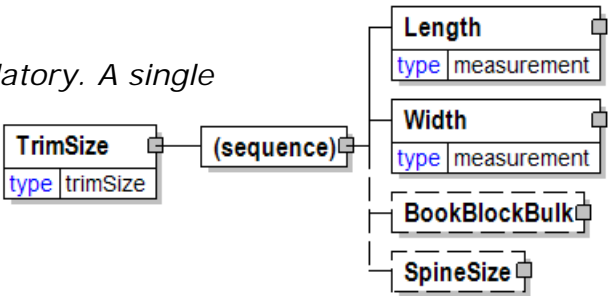 latory. A single
TrimSize
type trimSize
(sequence)
Length
type measurement
Width
type measurement
BookBlockBulk
SpineSize